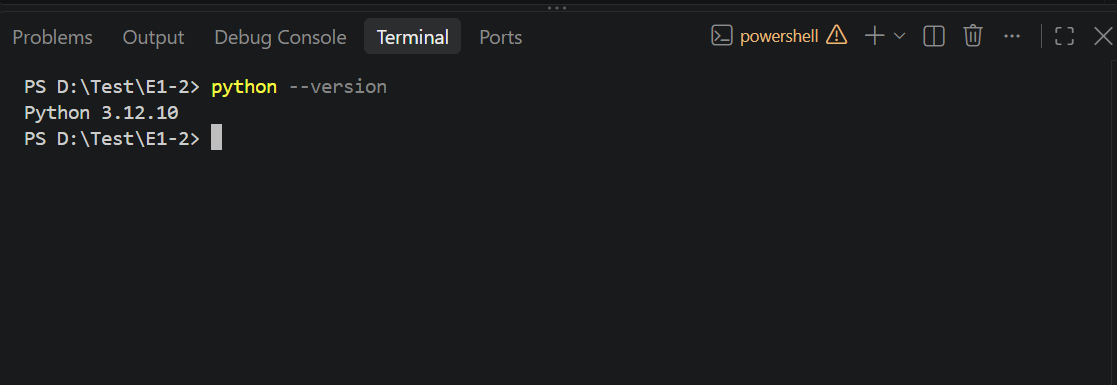 Problems Output Debug Console Terminal Ports powershell
PS D:\Test\E1-2> python --version
Python 3.12.10
PS D:\Test\E1-2>